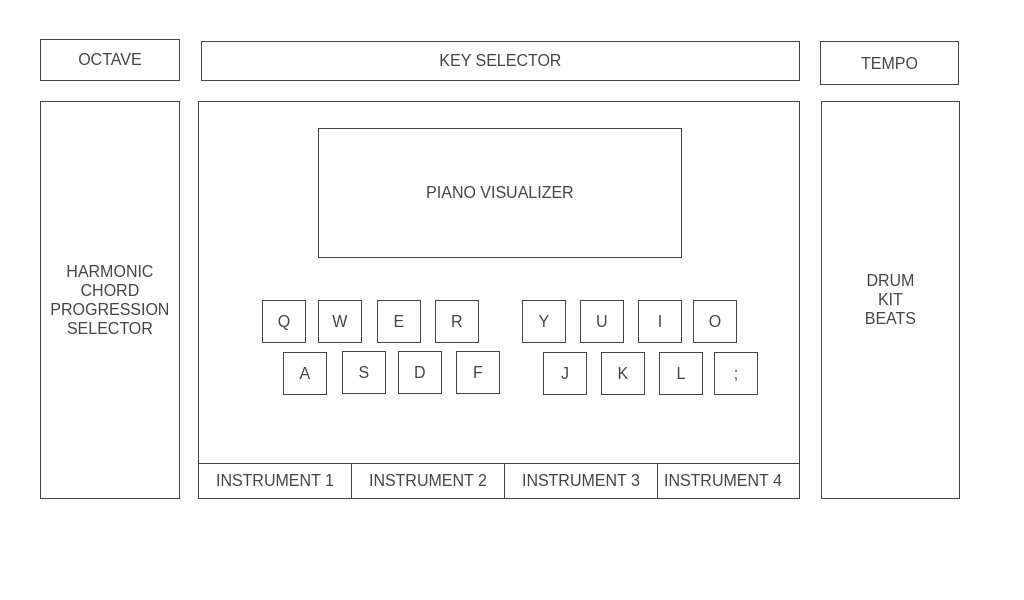 OCTAVE
KEY SELECTOR
TEMPO
HARMONIC
CHORD
PROGRESSION
SELECTOR
PIANO VISUALIZER
Q W E R Y U I O
A S D F J K L ;
INSTRUMENT 1 INSTRUMENT 2 INSTRUMENT 3 INSTRUMENT 4
DRUM
KIT
BEATS